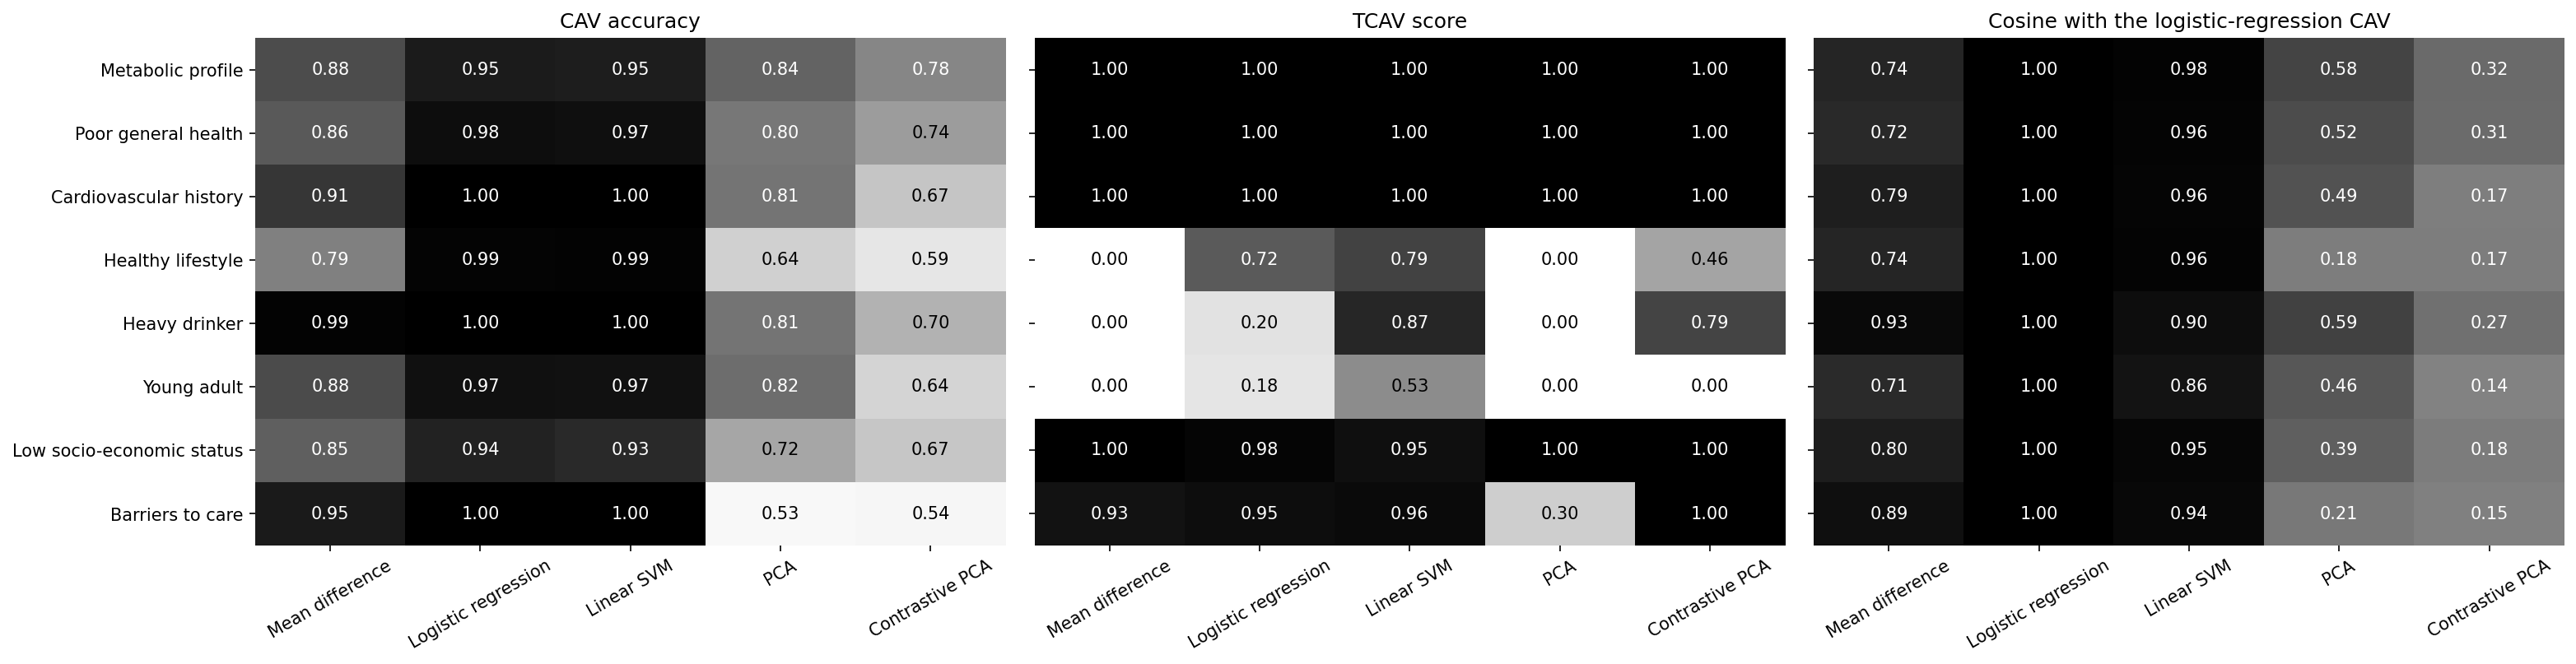 CAV accuracy TCAV score Cosine with the logistic-regression CAV
Metabolic profile 0.88 0.95 0.95 0.84 0.78 1.00 1.00 1.00 1.00 1.00 0.74 1.00 0.98 0.58 0.32
Poor general health 0.86 0.98 0.97 0.80 0.74 1.00 1.00 1.00 1.00 1.00 0.72 1.00 0.96 0.52 0.31
Cardiovascular history 0.91 1.00 1.00 0.81 0.67 1.00 1.00 1.00 1.00 1.00 0.79 1.00 0.96 0.49 0.17
Healthy lifestyle 0.79 0.99 0.99 0.64 0.59 0.00 0.72 0.79 0.00 0.46 0.74 1.00 0.96 0.18 0.17
Heavy drinker 0.99 1.00 1.00 0.81 0.70 0.00 0.20 0.87 0.00 0.79 0.93 1.00 0.90 0.59 0.27
Young adult 0.88 0.97 0.97 0.82 0.64 0.00 0.18 0.53 0.00 0.00 0.71 1.00 0.86 0.46 0.14
Low socio-economic status 0.85 0.94 0.93 0.72 0.67 1.00 0.98 0.95 1.00 1.00 0.80 1.00 0.95 0.39 0.18
Barriers to care 0.95 1.00 1.00 0.53 0.54 0.93 0.95 0.96 0.30 1.00 0.89 1.00 0.94 0.21 0.15
Mean difference Logistic regression Linear SVM PCA Contrastive PCA Mean difference Logistic regression Linear SVM PCA Contrastive PCA Mean difference Logistic regression Linear SVM PCA Contrastive PCA